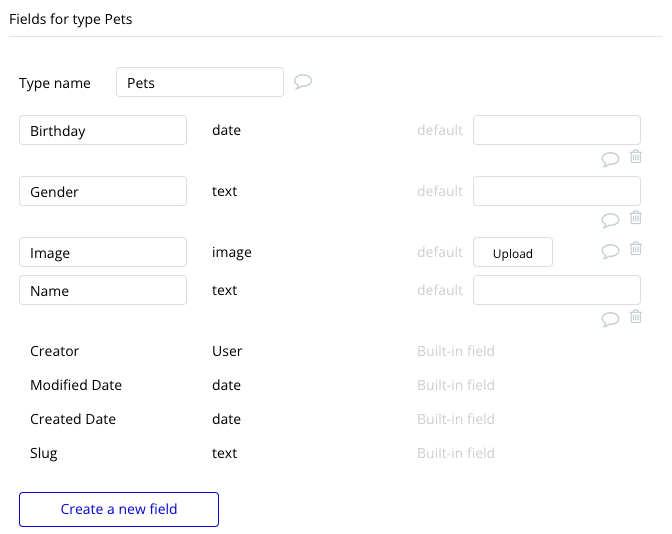 Fields for type Pets
Type name Pets
Birthday date default
Gender text default
Image image default Upload
Name text default
Creator User Built-in field
Modified Date date Built-in field
Created Date date Built-in field
Slug text Built-in field
Create a new field